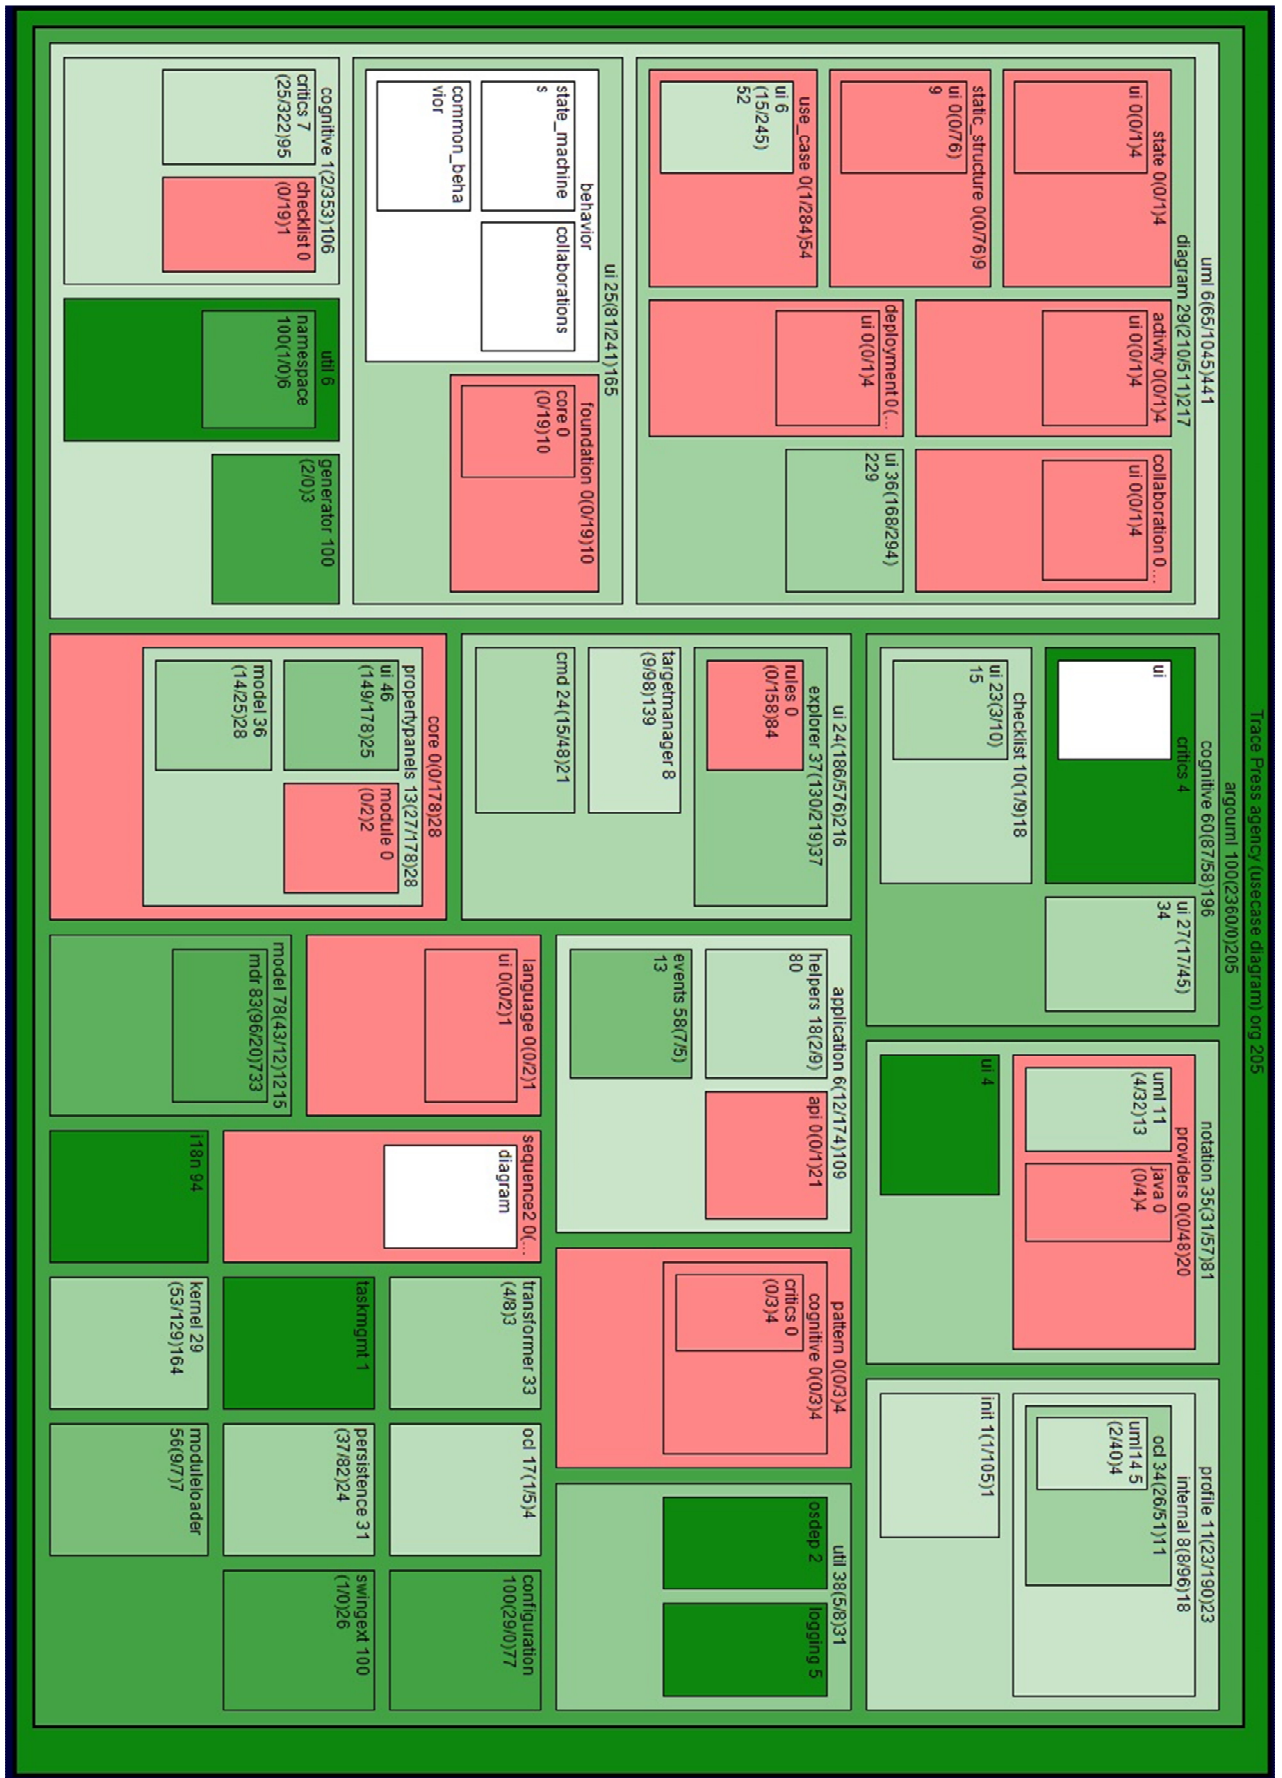 Trace Press agency (usecase diagram) org 205
argouml 100(2360/0)205
uml 6(65/1045)441
diagram 29(210/511)217
state 0(0/1)4
ui 0(0/1)4
activity 0(0/1)4
ui 0(0/1)4
collaboration 0...
ui 0(0/1)4
static_structure 0(0/76)9
ui 0(0/76)
9
deployment 0(...
ui 0(0/1)4
ui 36(168/294)
229
use_case 0(1/284)54
ui 6
(15/245)
52
ui 25(81/241)165
behavior
state_machine
s
collaborations
common_beha
vior
foundation 0(0/19)10
core 0
(0/19)10
cognitive 1(2/353)106
critics 7
(25/322)95
checklist 0
(0/19)1
util 6
namespace
100(1/0)6
generator 100
(2/0)3
cognitive 60(87/58)196
critics 4
ui
ui 27(17/45)
34
checklist 10(1/9)18
ui 23(3/10)
15
notation 35(31/57)81
providers 0(0/48)20
uml 11
(4/32)13
java 0
(0/4)4
ui 4
profile 11(23/190)23
internal 8(8/96)18
ocl 34(26/51)11
uml14 5
(2/40)4
init 1(1/105)1
ui 24(186/576)216
explorer 37(130/219)37
rules 0
(0/158)84
targetmanager 8
(9/98)139
cmd 24(15/48)21
application 6(12/174)109
helpers 18(2/9)
80
api 0(0/1)21
events 58(7/5)
13
pattern 0(0/3)4
cognitive 0(0/3)4
critics 0
(0/3)4
util 38(5/8)31
osdep 2
logging 5
core 0(0/178)28
propertypanels 13(27/178)28
ui 46
(149/178)25
module 0
(0/2)2
model 36
(14/25)28
language 0(0/2)1
ui 0(0/2)1
sequence2 0(...
diagram
transformer 33
(4/8)3
ocl 17(1/5)4
configuration
100(29/0)77
taskmgmt 1
persistence 31
(37/82)24
swingext 100
(1/0)26
model 78(43/12)1215
mdr 83(96/20)733
i18n 94
kernel 29
(53/129)164
moduleloader
56(9/7)7